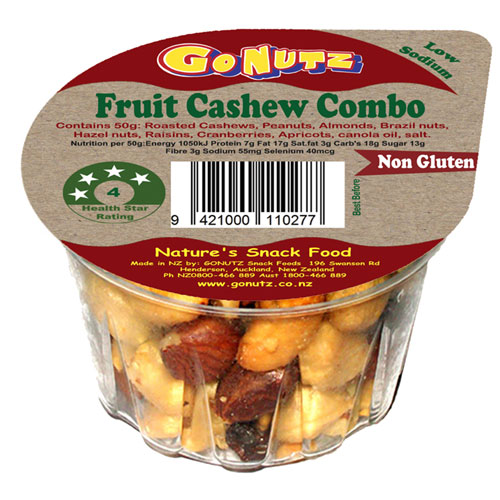 GONUTZ
Low
Sodium
Fruit Cashew Combo
Contains 50g: Roasted Cashews, Peanuts, Almonds, Brazil nuts,
Hazel nuts, Raisins, Cranberries, Apricots, canola oil, salt.
Nutrition per 50g:Energy 1050kJ Protein 7g Fat 17g Sat.fat 3g Carb's 18g Sugar 13g
Fibre 3g Sodium 55mg Selenium 40mcg
Non Gluten
4
Health Star
Rating
9 421000 110277
Best Before
Nature's Snack Food
Made in NZ by: GONUTZ Snack Foods 196 Swanson Rd
Henderson, Auckland, New Zealand
Ph NZ0800-466 889 Aust 1800-466 889
www.gonutz.co.nz